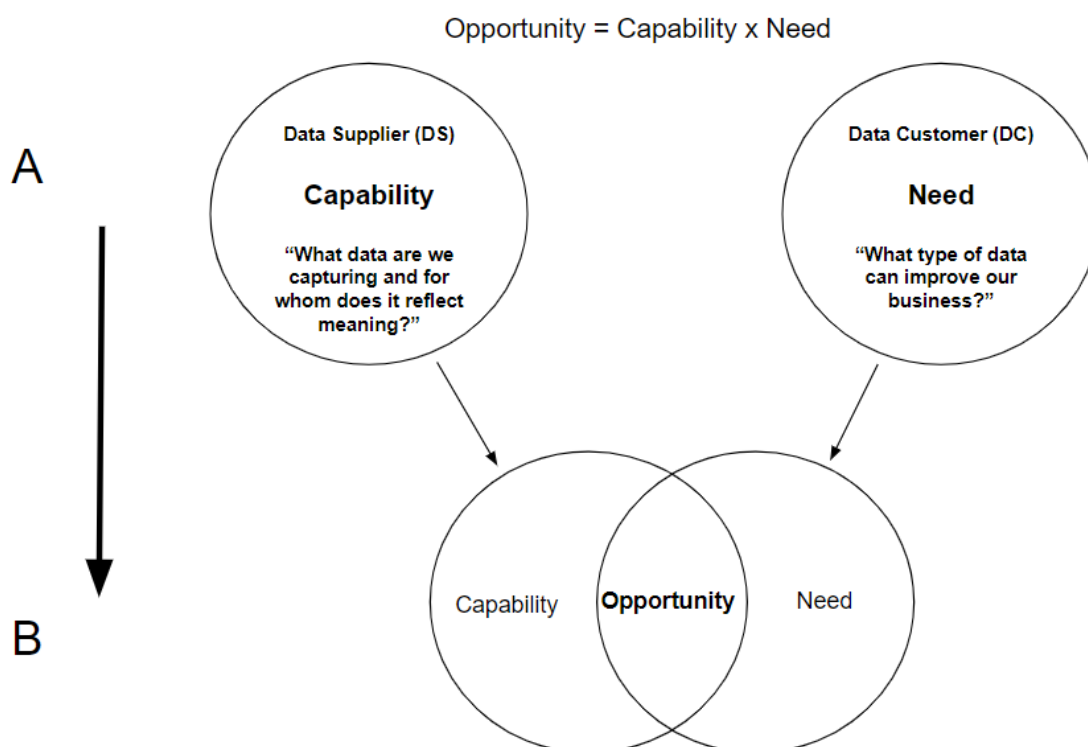 Opportunity = Capability x Need
A
Data Supplier (DS)
Capability
“What data are we
capturing and for
whom does it reflect
meaning?”
Data Customer (DC)
Need
“What type of data
can improve our
business?”
B
Capability
Opportunity
Need